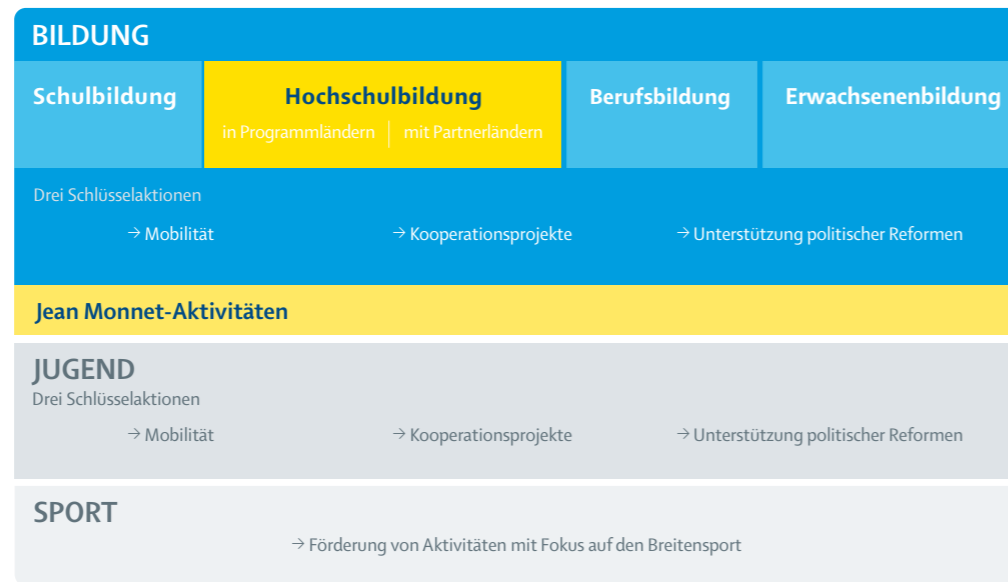 BILDUNG
Schulbildung
Hochschulbildung
in Programmländern | mit Partnerländern
Berufsbildung
Erwachsenenbildung
Drei Schlüsselaktionen
→ Mobilität → Kooperationsprojekte → Unterstützung politischer Reformen
Jean Monnet-Aktivitäten
JUGEND
Drei Schlüsselaktionen
→ Mobilität → Kooperationsprojekte → Unterstützung politischer Reformen
SPORT
→ Förderung von Aktivitäten mit Fokus auf den Breitensport